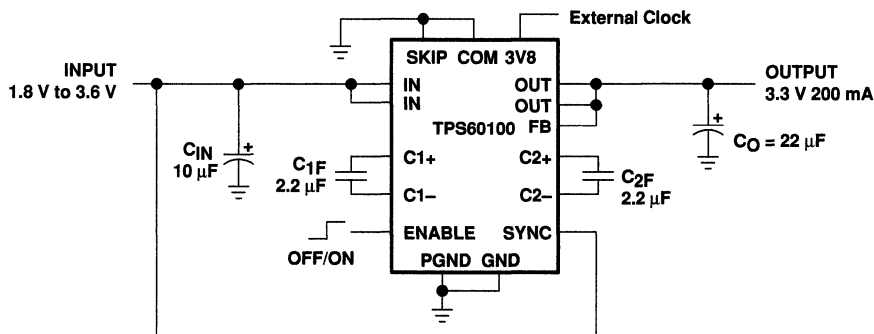 External Clock
SKIP COM 3V8
INPUT
1.8 V to 3.6 V
IN
IN
OUT
OUT
FB
TPS60100
OUTPUT
3.3 V 200 mA
CIN
10 µF
+
+
CO = 22 µF
C1F
2.2 µF
C1+
C1–
C2+
C2–
C2F
2.2 µF
OFF/ON
ENABLE
SYNC
PGND GND